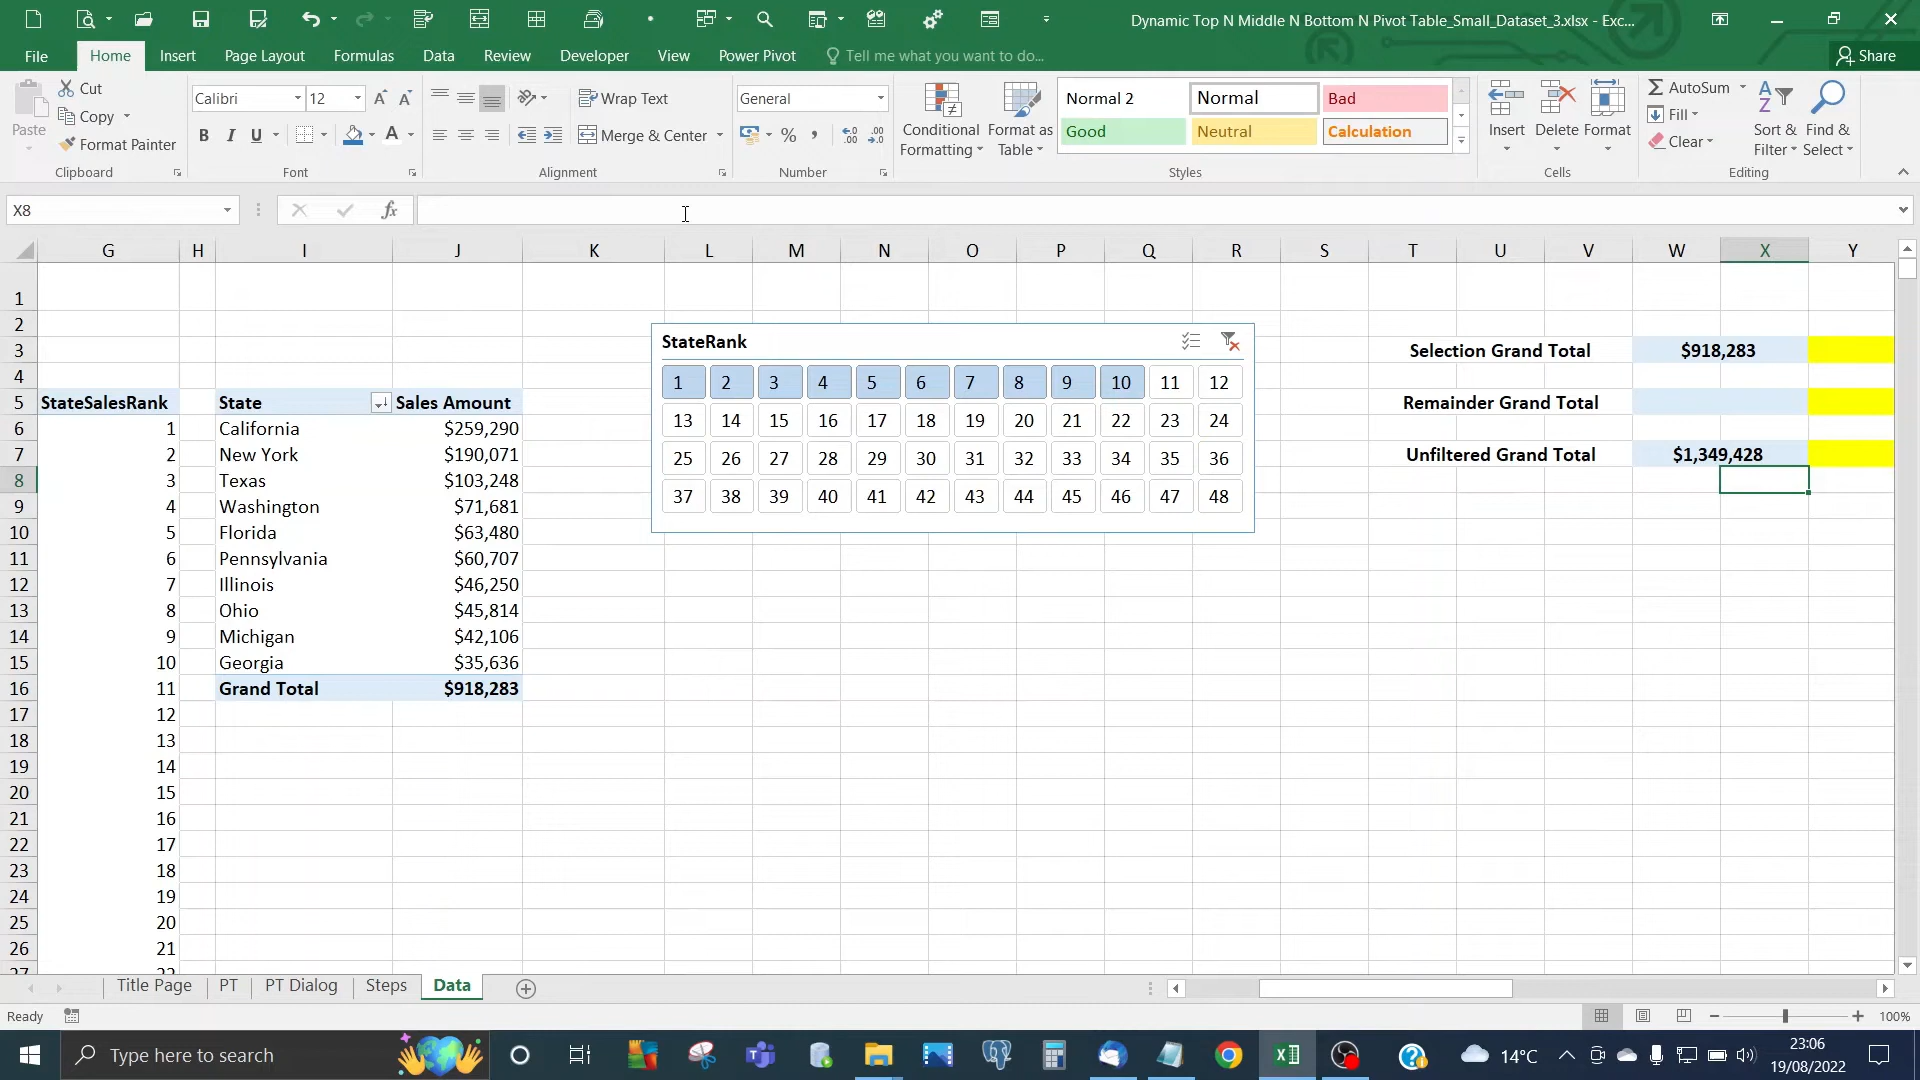 Dynamic Top N Middle N Bottom N Pivot Table_Small_Dataset_3.xlsx - Exc...
File Home Insert Page Layout Formulas Data Review Developer View Power Pivot Tell me what you want to do... Share
Paste Cut
Copy
Format Painter
Clipboard
Calibri 12 A A
B I U A
Font
Wrap Text
Merge & Center
Alignment
General
% ,
Number
Conditional Formatting
Format as Table
Normal 2 Normal Bad
Good Neutral Calculation
Styles
Insert Delete Format
Cells
AutoSum
Fill
Clear
Sort & Filter
Find & Select
Editing
X8 fx
G H I J K L M N O P Q R S T U V W X Y
1
2
3 Selection Grand Total $918,283
4
5 StateSalesRank State Sales Amount Remainder Grand Total
6 1 California $259,290
7 2 New York $190,071 Unfiltered Grand Total $1,349,428
8 3 Texas $103,248
9 4 Washington $71,681
10 5 Florida $63,480
11 6 Pennsylvania $60,707
12 7 Illinois $46,250
13 8 Ohio $45,814
14 9 Michigan $42,106
15 10 Georgia $35,636
16 11 Grand Total $918,283
17 12
18 13
19 14
20 15
21 16
22 17
23 18
24 19
25 20
26 21
27 22
StateRank
1 2 3 4 5 6 7 8 9 10 11 12
13 14 15 16 17 18 19 20 21 22 23 24
25 26 27 28 29 30 31 32 33 34 35 36
37 38 39 40 41 42 43 44 45 46 47 48
Title Page PT PT Dialog Steps Data
Ready 100%
Type here to search 14°C 23:06
19/08/2022